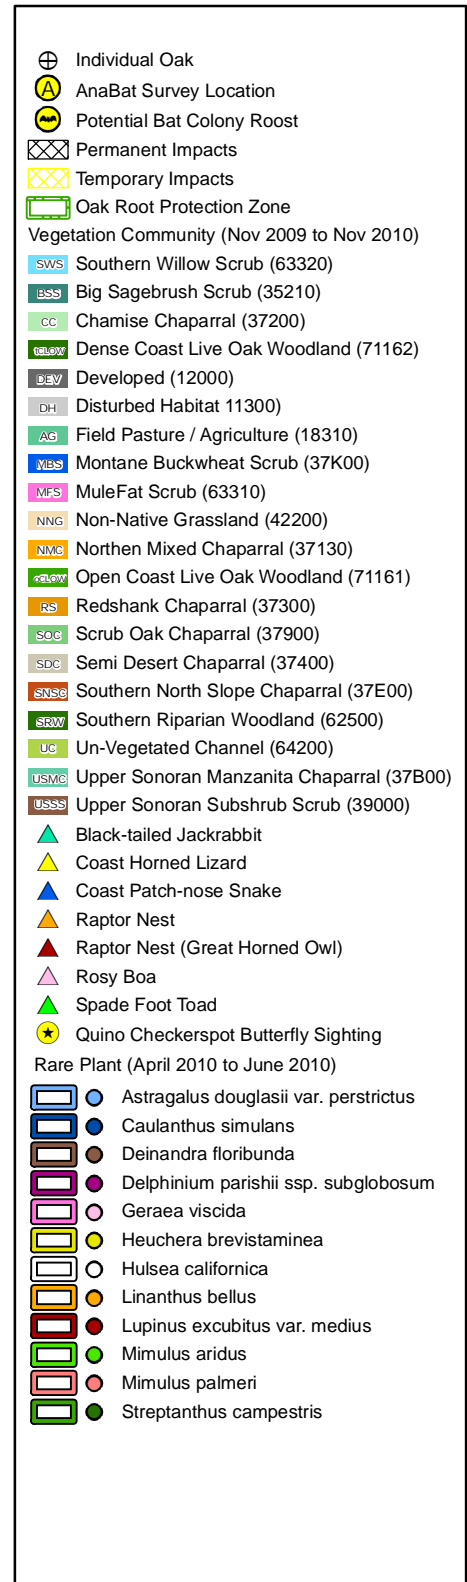 Individual Oak
A AnaBat Survey Location
Potential Bat Colony Roost
Permanent Impacts
Temporary Impacts
Oak Root Protection Zone
Vegetation Community (Nov 2009 to Nov 2010)
SWS Southern Willow Scrub (63320)
BSS Big Sagebrush Scrub (35210)
CC Chamise Chaparral (37200)
dCLOW Dense Coast Live Oak Woodland (71162)
DEV Developed (12000)
DH Disturbed Habitat 11300)
AG Field Pasture / Agriculture (18310)
MBS Montane Buckwheat Scrub (37K00)
MFS MuleFat Scrub (63310)
NNG Non-Native Grassland (42200)
NMC Northen Mixed Chaparral (37130)
oCLOW Open Coast Live Oak Woodland (71161)
RS Redshank Chaparral (37300)
SOC Scrub Oak Chaparral (37900)
SDC Semi Desert Chaparral (37400)
SNSC Southern North Slope Chaparral (37E00)
SRW Southern Riparian Woodland (62500)
UC Un-Vegetated Channel (64200)
USMC Upper Sonoran Manzanita Chaparral (37B00)
USSS Upper Sonoran Subshrub Scrub (39000)
Black-tailed Jackrabbit
Coast Horned Lizard
Coast Patch-nose Snake
Raptor Nest
Raptor Nest (Great Horned Owl)
Rosy Boa
Spade Foot Toad
Quino Checkerspot Butterfly Sighting
Rare Plant (April 2010 to June 2010)
Astragalus douglasii var. perstrictus
Caulanthus simulans
Deinandra floribunda
Delphinium parishii ssp. subglobosum
Geraea viscida
Heuchera brevistaminea
Hulsea californica
Linanthus bellus
Lupinus excubitus var. medius
Mimulus aridus
Mimulus palmeri
Streptanthus campestris